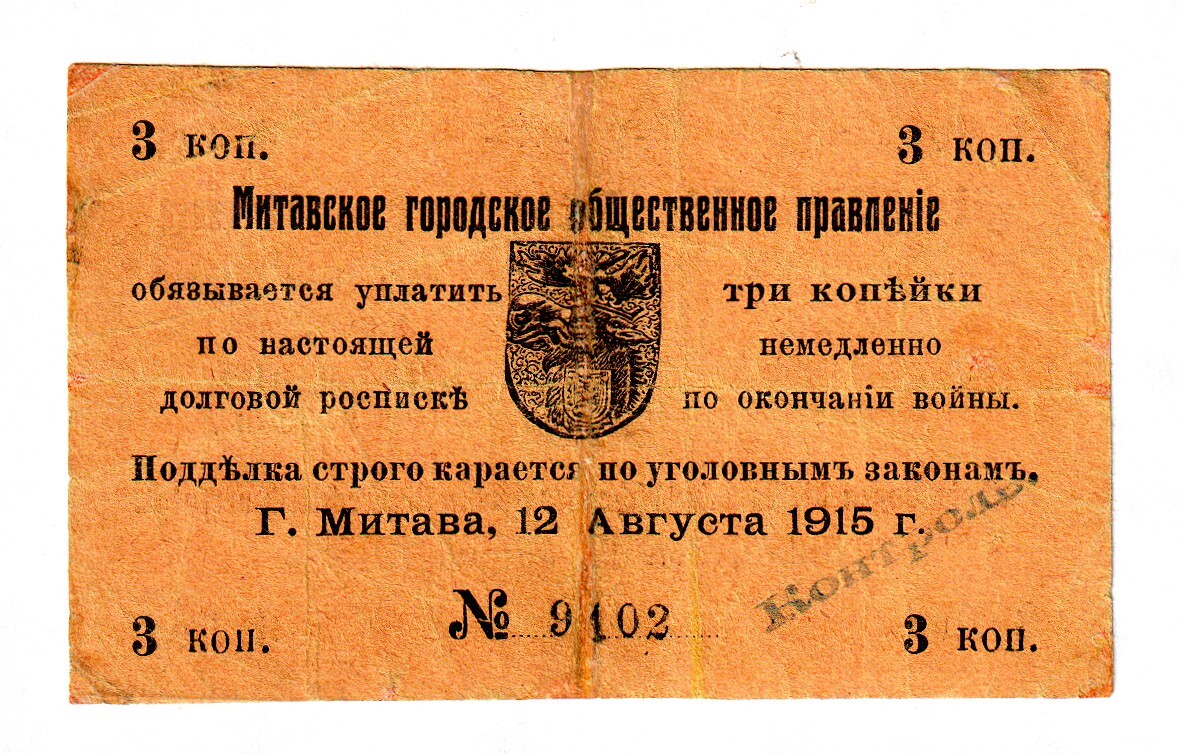 3 коп. 3 коп.
Митавское городское общественное правленіе
обязывается уплатить три копѣйки
по настоящей немедленно
долговой роспискѣ по окончаніи войны.
Поддѣлка строго карается по уголовнымъ законамъ.
Г. Митава, 12 Августа 1915 г.
Контроль.
№ 9102
3 коп. 3 коп.